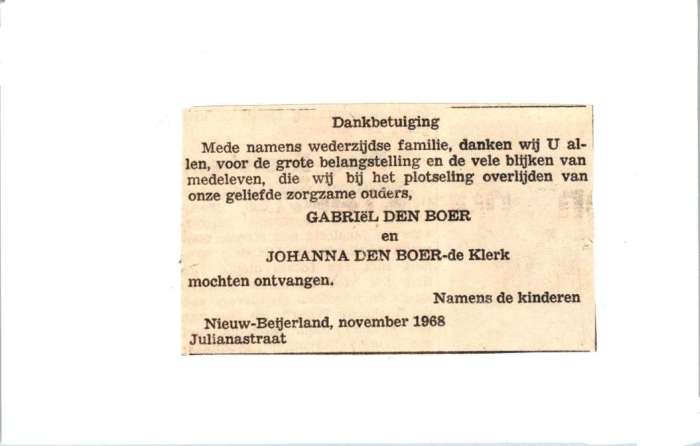 Dankbetuiging
Mede namens wederzijdse familie, danken wij U al-
len, voor de grote belangstelling en de vele blijken van
medeleven, die wij bij het plotseling overlijden van
onze geliefde zorgzame ouders,
GABRIëL DEN BOER
en
JOHANNA DEN BOER-de Klerk
mochten ontvangen.
Namens de kinderen
Nieuw-Beijerland, november 1968
Julianastraat